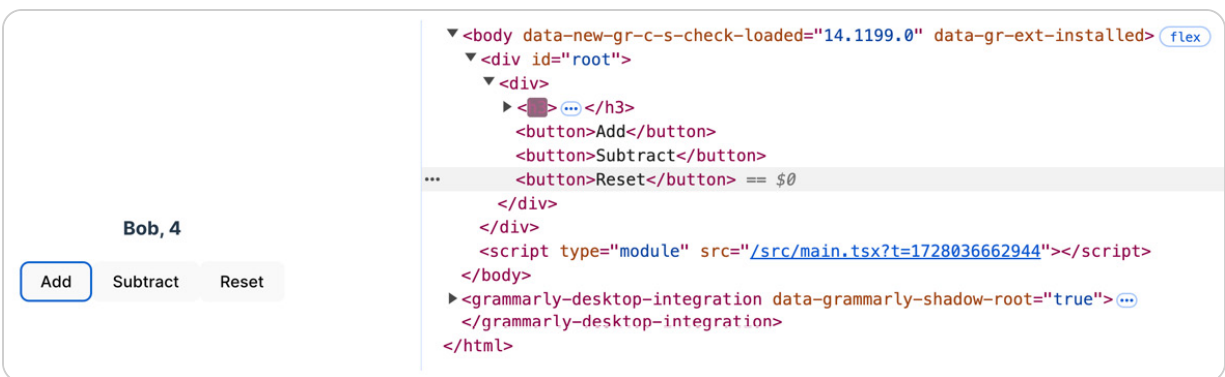 Bob, 4
Add Subtract Reset
<body data-new-gr-c-s-check-loaded="14.1199.0" data-gr-ext-installed> flex
<div id="root">
<div>
< > </h3>
<button>Add</button>
<button>Subtract</button>
<button>Reset</button> == $0
</div>
</div>
<script type="module" src="/src/main.tsx?t=1728036662944"></script>
</body>
<grammarly-desktop-integration data-grammarly-shadow-root="true">
</grammarly-desktop-integration>
</html>